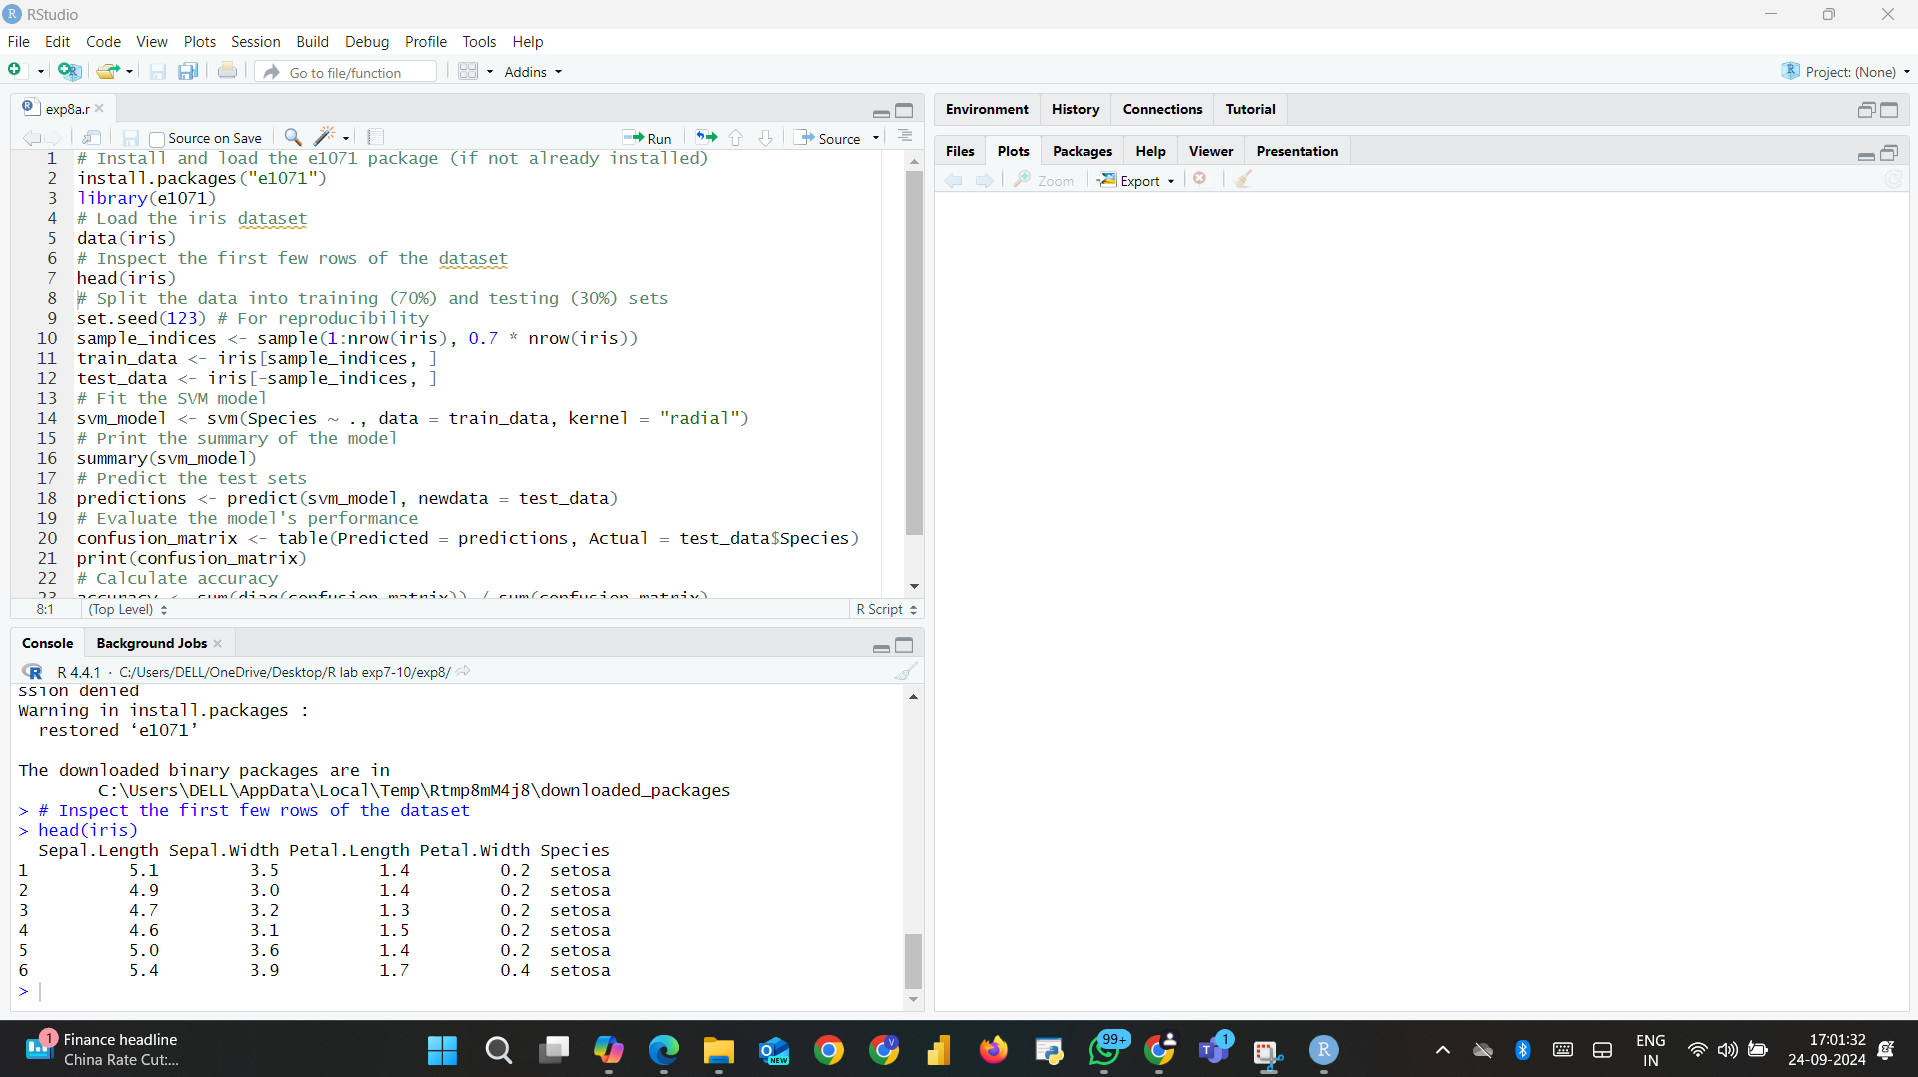 RStudio
File Edit Code View Plots Session Build Debug Profile Tools Help
Go to file/function Addins Project: (None)
exp8a.r
Source on Save Run Source
1 # Install and load the e1071 package (if not already installed)
2 install.packages("e1071")
3 library(e1071)
4 # Load the iris dataset
5 data(iris)
6 # Inspect the first few rows of the dataset
7 head(iris)
8 # Split the data into training (70%) and testing (30%) sets
9 set.seed(123) # For reproducibility
10 sample_indices <- sample(1:nrow(iris), 0.7 * nrow(iris))
11 train_data <- iris[sample_indices, ]
12 test_data <- iris[-sample_indices, ]
13 # Fit the SVM model
14 svm_model <- svm(Species ~ ., data = train_data, kernel = "radial")
15 # Print the summary of the model
16 summary(svm_model)
17 # Predict the test sets
18 predictions <- predict(svm_model, newdata = test_data)
19 # Evaluate the model's performance
20 confusion_matrix <- table(Predicted = predictions, Actual = test_data$Species)
21 print(confusion_matrix)
22 # Calculate accuracy
23 accuracy <- sum(diag(confusion_matrix)) / sum(confusion_matrix)
8:1 (Top Level) R Script
Console Background Jobs
R 4.4.1 · C:/Users/DELL/OneDrive/Desktop/R lab exp7-10/exp8/
ssion denied
Warning in install.packages :
restored ‘e1071’
The downloaded binary packages are in
C:\Users\DELL\AppData\Local\Temp\Rtmp8mM4j8\downloaded_packages
> # Inspect the first few rows of the dataset
> head(iris)
Sepal.Length Sepal.Width Petal.Length Petal.Width Species
1 5.1 3.5 1.4 0.2 setosa
2 4.9 3.0 1.4 0.2 setosa
3 4.7 3.2 1.3 0.2 setosa
4 4.6 3.1 1.5 0.2 setosa
5 5.0 3.6 1.4 0.2 setosa
6 5.4 3.9 1.7 0.4 setosa
>
Environment History Connections Tutorial
Files Plots Packages Help Viewer Presentation
Zoom Export
1 Finance headline
China Rate Cut:...
NEW
V
99+
1
R
ENG
IN
17:01:32
24-09-2024